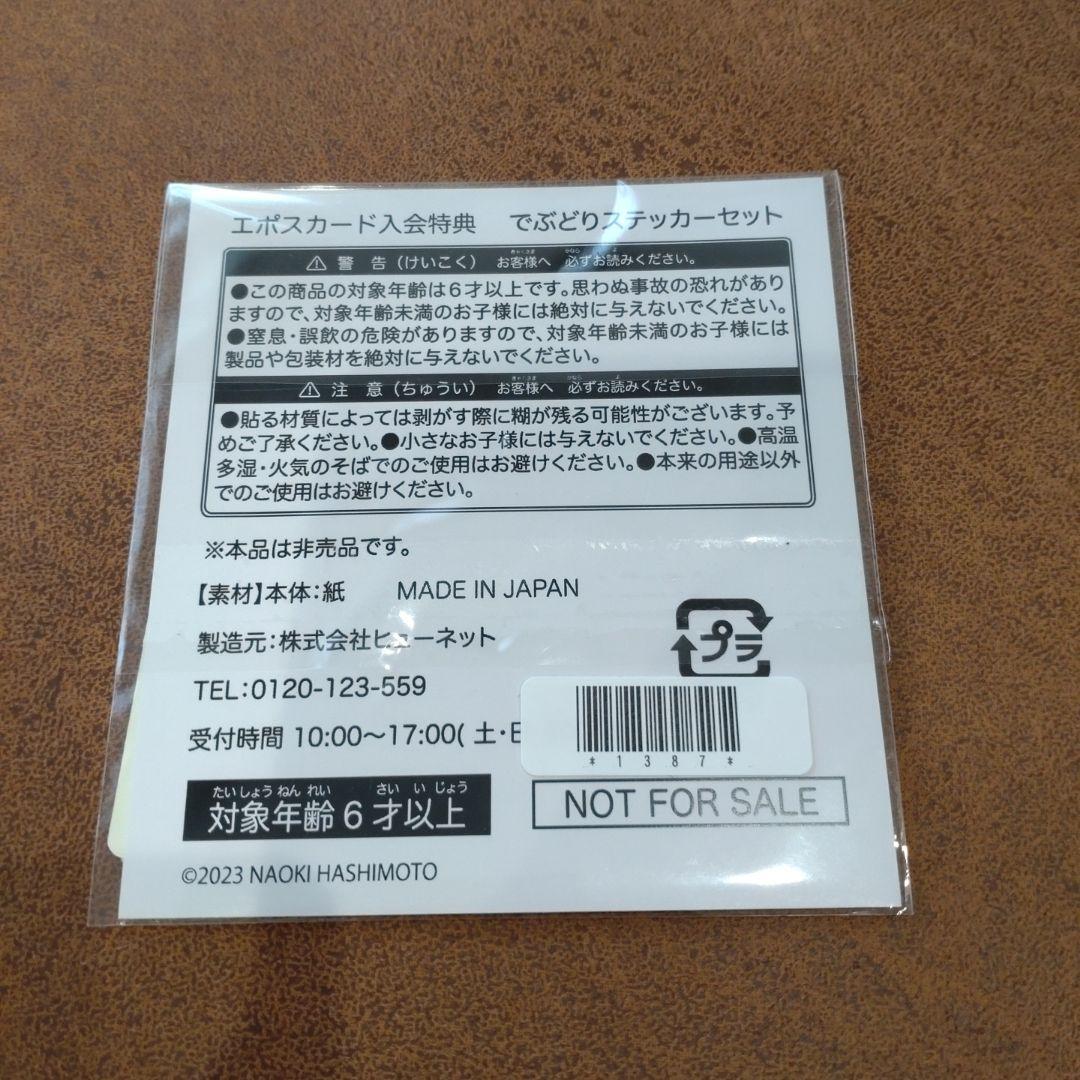 エポスカード入会特典　でぶどりステッカーセット
⚠ 警 告（けいこく）　お客様へ　必ずお読みください。
●この商品の対象年齢は6才以上です。思わぬ事故の恐れがあり
ますので、対象年齢未満のお子様には絶対に与えないでください。
●窒息・誤飲の危険がありますので、対象年齢未満のお子様には
製品や包装材を絶対に与えないでください。
⚠ 注 意（ちゅうい）　お客様へ　必ずお読みください。
●貼る材質によっては剥がす際に糊が残る可能性がございます。予
めご了承ください。●小さなお子様には与えないでください。●高温
多湿・火気のそばでのご使用はお避けください。●本来の用途以外
でのご使用はお避けください。
※本品は非売品です。
【素材】本体：紙　MADE IN JAPAN
製造元：株式会社ヒューネット
プラ
TEL：0120-123-559
受付時間 10:00〜17:00( 土・
*1387*
たいしょうねんれい　さいいじょう
対象年齢 6 才以上
NOT FOR SALE
©2023 NAOKI HASHIMOTO